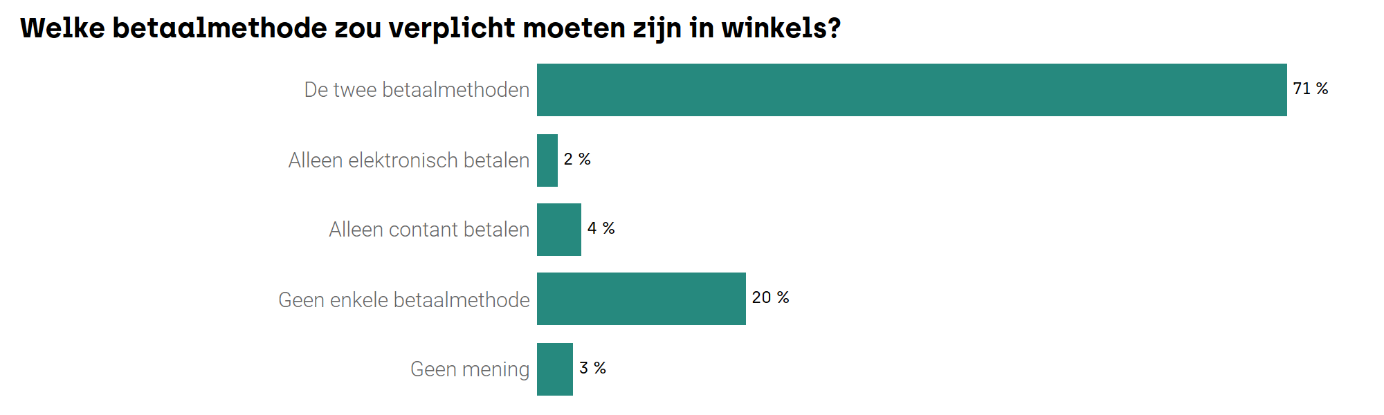 Welke betaalmethode zou verplicht moeten zijn in winkels?
De twee betaalmethoden 71 %
Alleen elektronisch betalen 2 %
Alleen contant betalen 4 %
Geen enkele betaalmethode 20 %
Geen mening 3 %